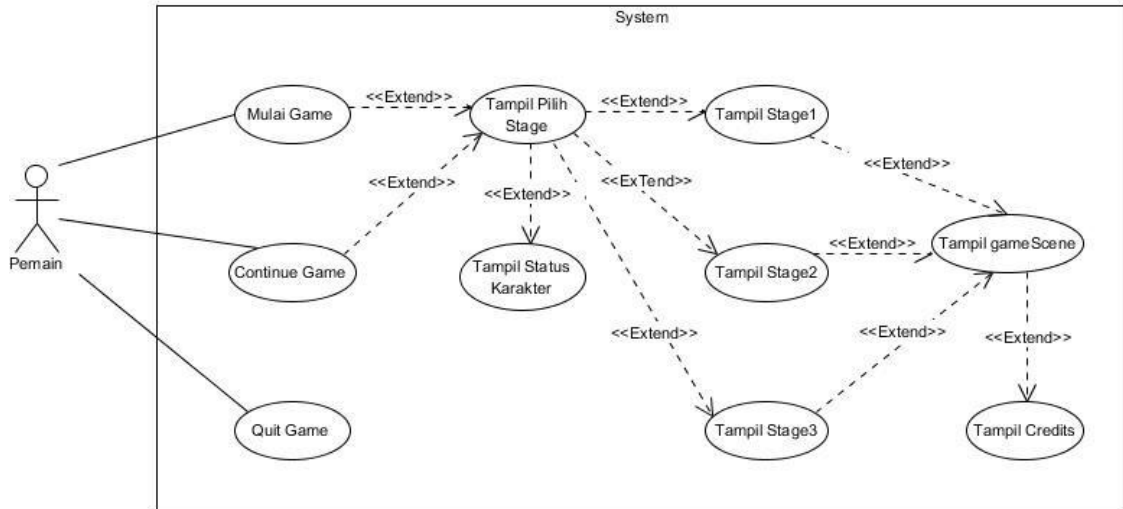 System
Mulai Game
<<Extend>>
Tampil Pilih
Stage
<<Extend>>
Tampil Stage1
<<Extend>>
<<Extend>>
<<Extend>>
<<ExTend>>
Pemain
Continue Game
Tampil Status
Karakter
Tampil Stage2
<<Extend>>
Tampil gameScene
<<Extend>>
<<Extend>>
<<Extend>>
Quit Game
Tampil Stage3
Tampil Credits